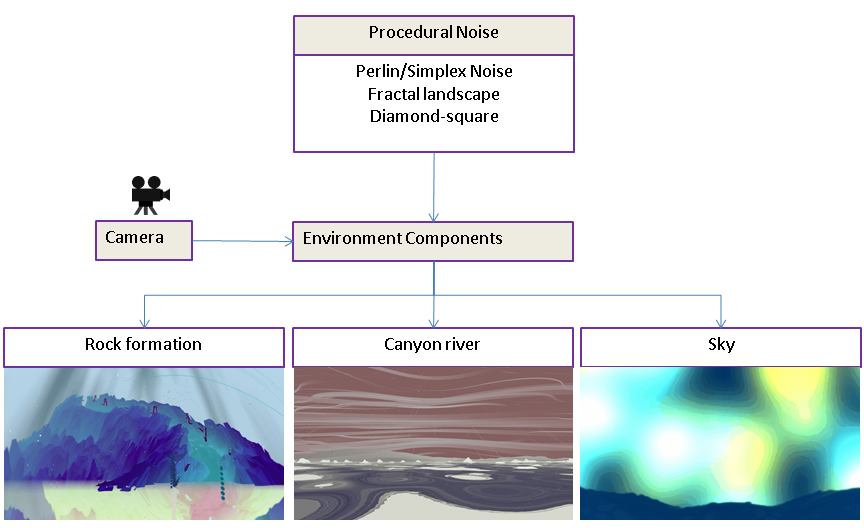 Procedural Noise
Perlin/Simplex Noise
Fractal landscape
Diamond-square
Camera
Environment Components
Rock formation
Canyon river
Sky